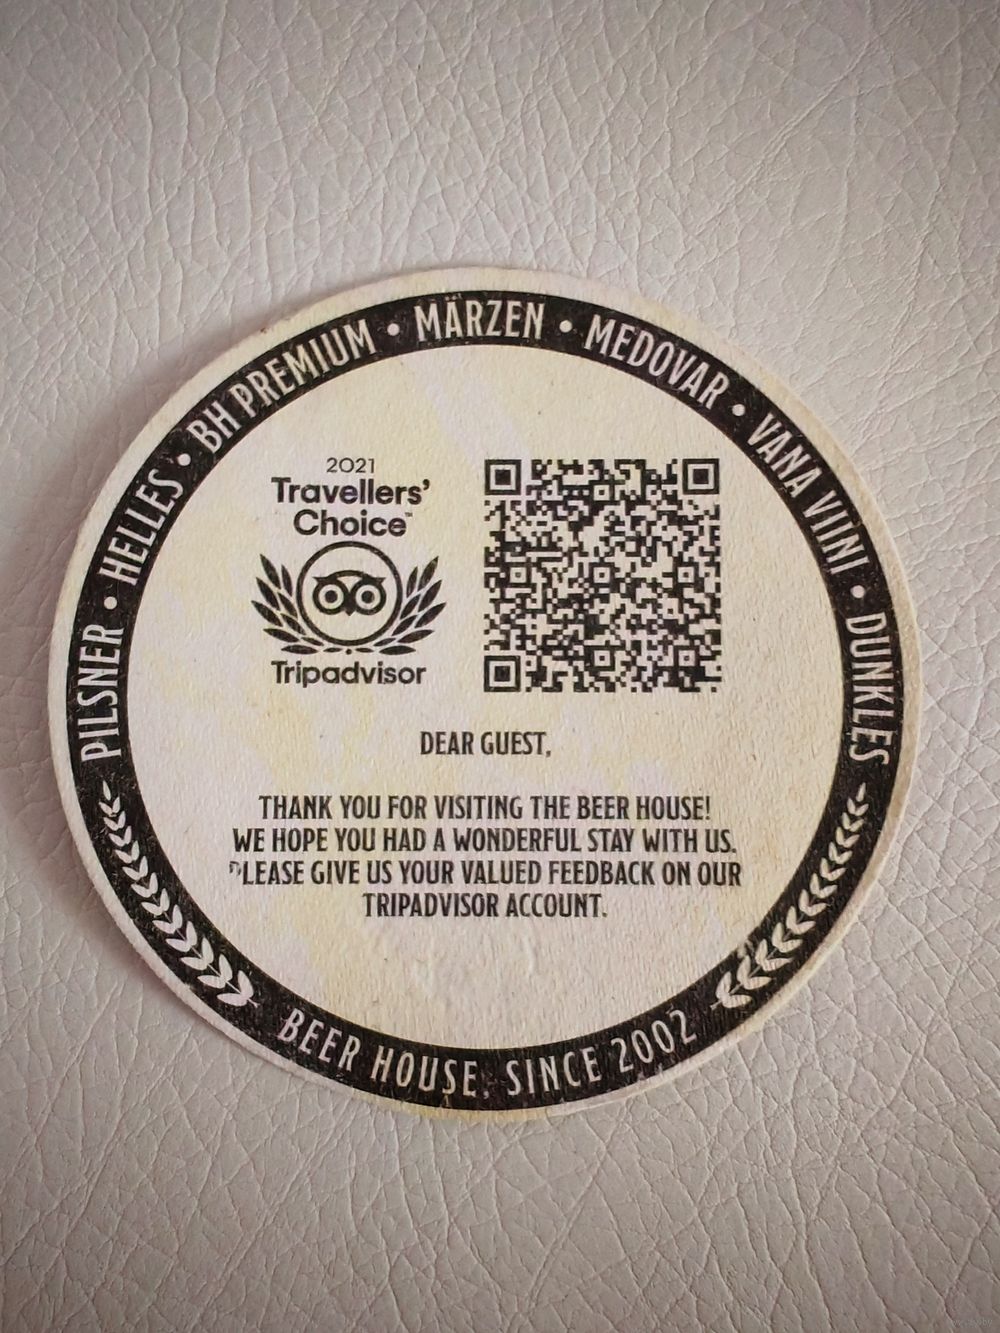 PILSNER • HELLES • BH PREMIUM • MÄRZEN • MEDOVAR • VANA VIINI • DUNKLES
2021
Travellers'
Choice™
Tripadvisor
DEAR GUEST,
THANK YOU FOR VISITING THE BEER HOUSE!
WE HOPE YOU HAD A WONDERFUL STAY WITH US.
PLEASE GIVE US YOUR VALUED FEEDBACK ON OUR
TRIPADVISOR ACCOUNT.
BEER HOUSE, SINCE 2002